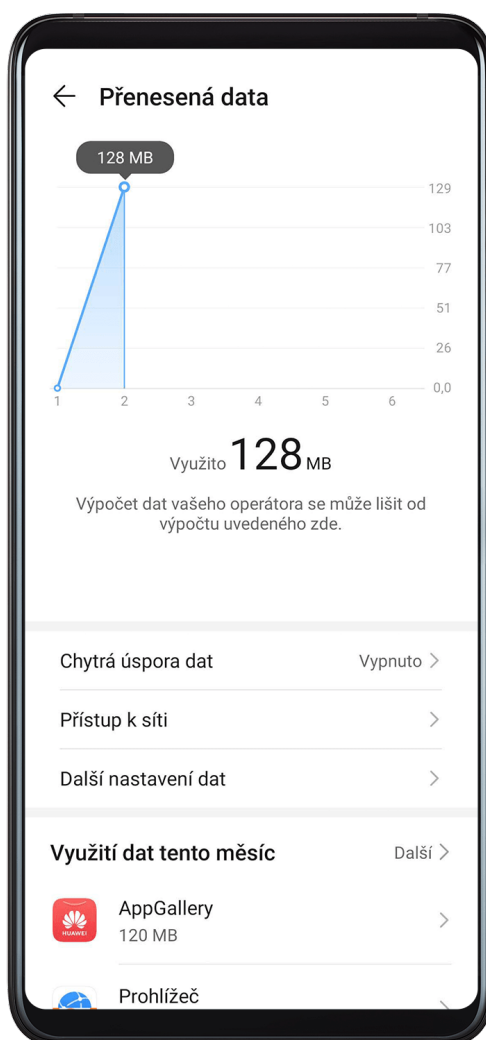 Přenesená data
128 MB
129
103
77
51
26
0,0
1 2 3 4 5 6
Využito 128 MB
Výpočet dat vašeho operátora se může lišit od
výpočtu uvedeného zde.
Chytrá úspora dat Vypnuto
Přístup k síti
Další nastavení dat
Využití dat tento měsíc Další
AppGallery
HUAWEI
120 MB
Prohlížeč